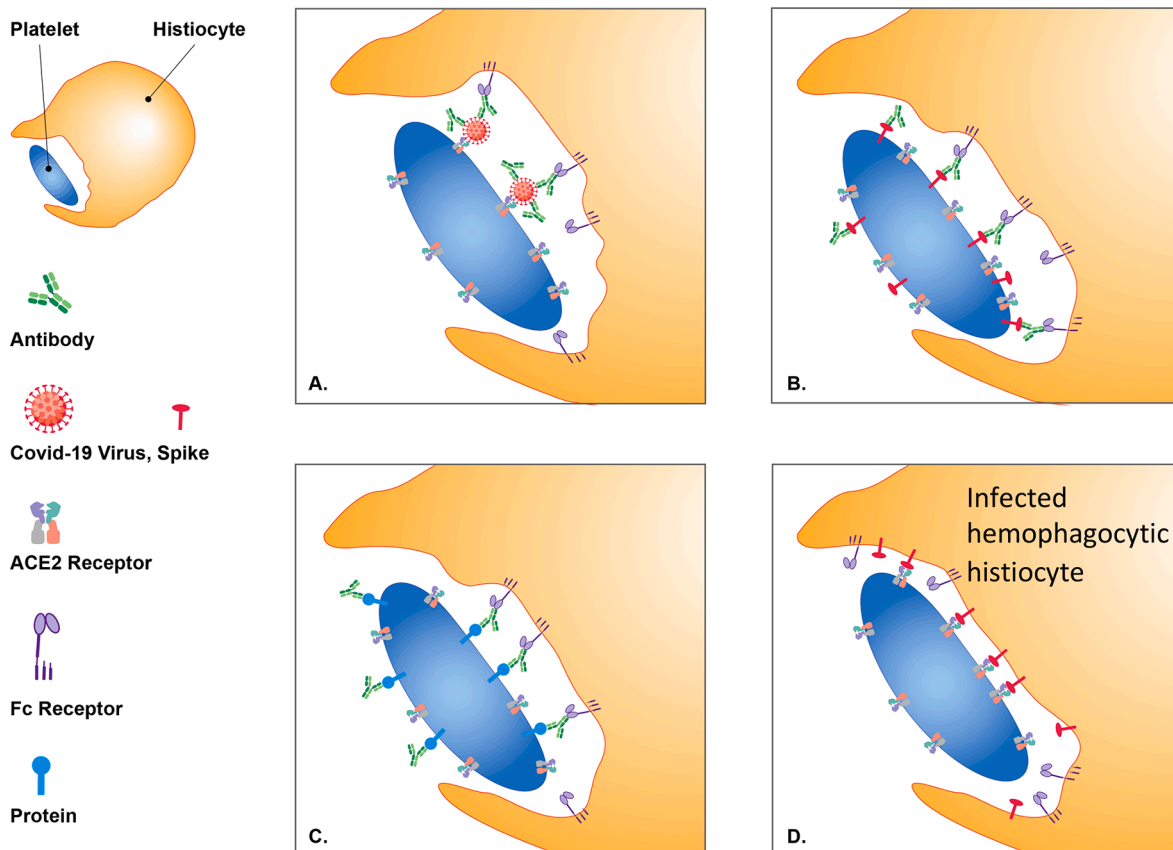 Platelet
Histiocyte
Antibody
Covid-19 Virus, Spike
ACE2 Receptor
Fc Receptor
Protein
A.
B.
C.
Infected
hemophagocytic
histiocyte
D.